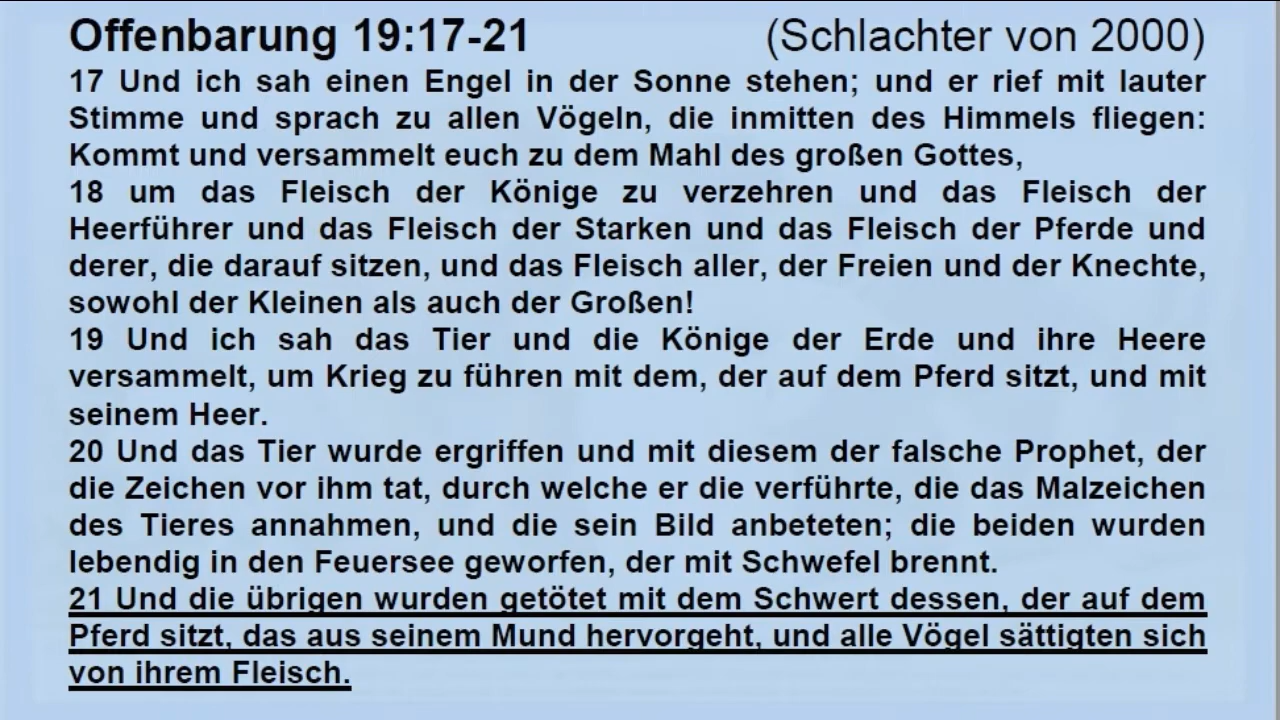 Offenbarung 19:17-21 (Schlachter von 2000)
17 Und ich sah einen Engel in der Sonne stehen; und er rief mit lauter
Stimme und sprach zu allen Vögeln, die inmitten des Himmels fliegen:
Kommt und versammelt euch zu dem Mahl des großen Gottes,
18 um das Fleisch der Könige zu verzehren und das Fleisch der
Heerführer und das Fleisch der Starken und das Fleisch der Pferde und
derer, die darauf sitzen, und das Fleisch aller, der Freien und der Knechte,
sowohl der Kleinen als auch der Großen!
19 Und ich sah das Tier und die Könige der Erde und ihre Heere
versammelt, um Krieg zu führen mit dem, der auf dem Pferd sitzt, und mit
seinem Heer.
20 Und das Tier wurde ergriffen und mit diesem der falsche Prophet, der
die Zeichen vor ihm tat, durch welche er die verführte, die das Malzeichen
des Tieres annahmen, und die sein Bild anbeteten; die beiden wurden
lebendig in den Feuersee geworfen, der mit Schwefel brennt.
21 Und die übrigen wurden getötet mit dem Schwert dessen, der auf dem
Pferd sitzt, das aus seinem Mund hervorgeht, und alle Vögel sättigten sich
von ihrem Fleisch.